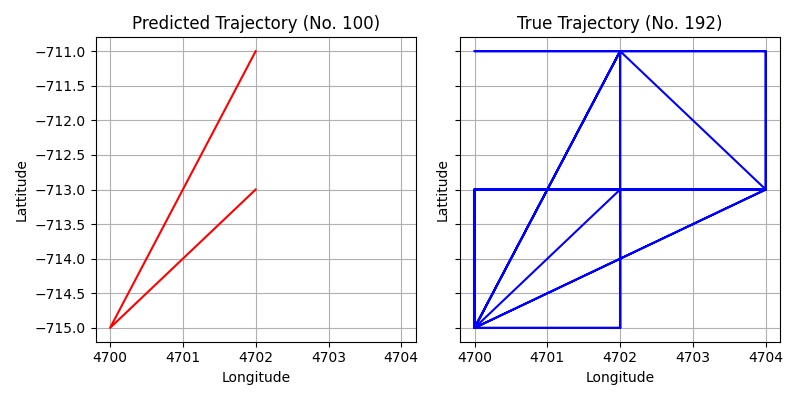 Predicted Trajectory (No. 100)
True Trajectory (No. 192)
Lattitude
−711.0
−711.5
−712.0
−712.5
−713.0
−713.5
−714.0
−714.5
−715.0
4700 4701 4702 4703 4704
Longitude
Lattitude
4700 4701 4702 4703 4704
Longitude